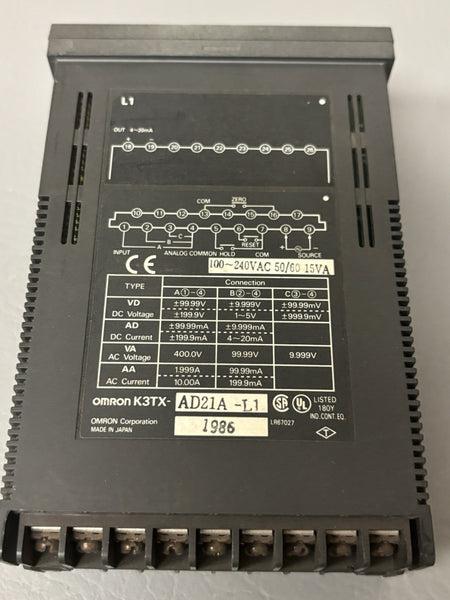 L1
OUT 4~20mA
+ −
18 19 20 21 22 23 24 25 26
COM ZERO
10 11 12 13 14 15 16 17
1 2 3 4 5 6 7 8 9
C
B
A
RESET
+ −
INPUT ANALOG COMMON HOLD COM SOURCE
CE 100~240VAC 50/60 15VA
TYPE Connection
A①-④ B②-④ C③-④
VD ±99.99V ±9.999V ±99.99mV
DC Voltage ±199.9V 1~5V ±999.9mV
AD ±99.99mA ±9.999mA
DC Current ±199.9mA 4~20mA
VA
AC Voltage 400.0V 99.99V 9.999V
AA 1.999A 99.99mA
AC Current 10.00A 199.9mA
OMRON K3TX- AD21A -L1 LISTED
180Y
IND.CONT.EQ.
OMRON Corporation
MADE IN JAPAN 1986 LR67027
T